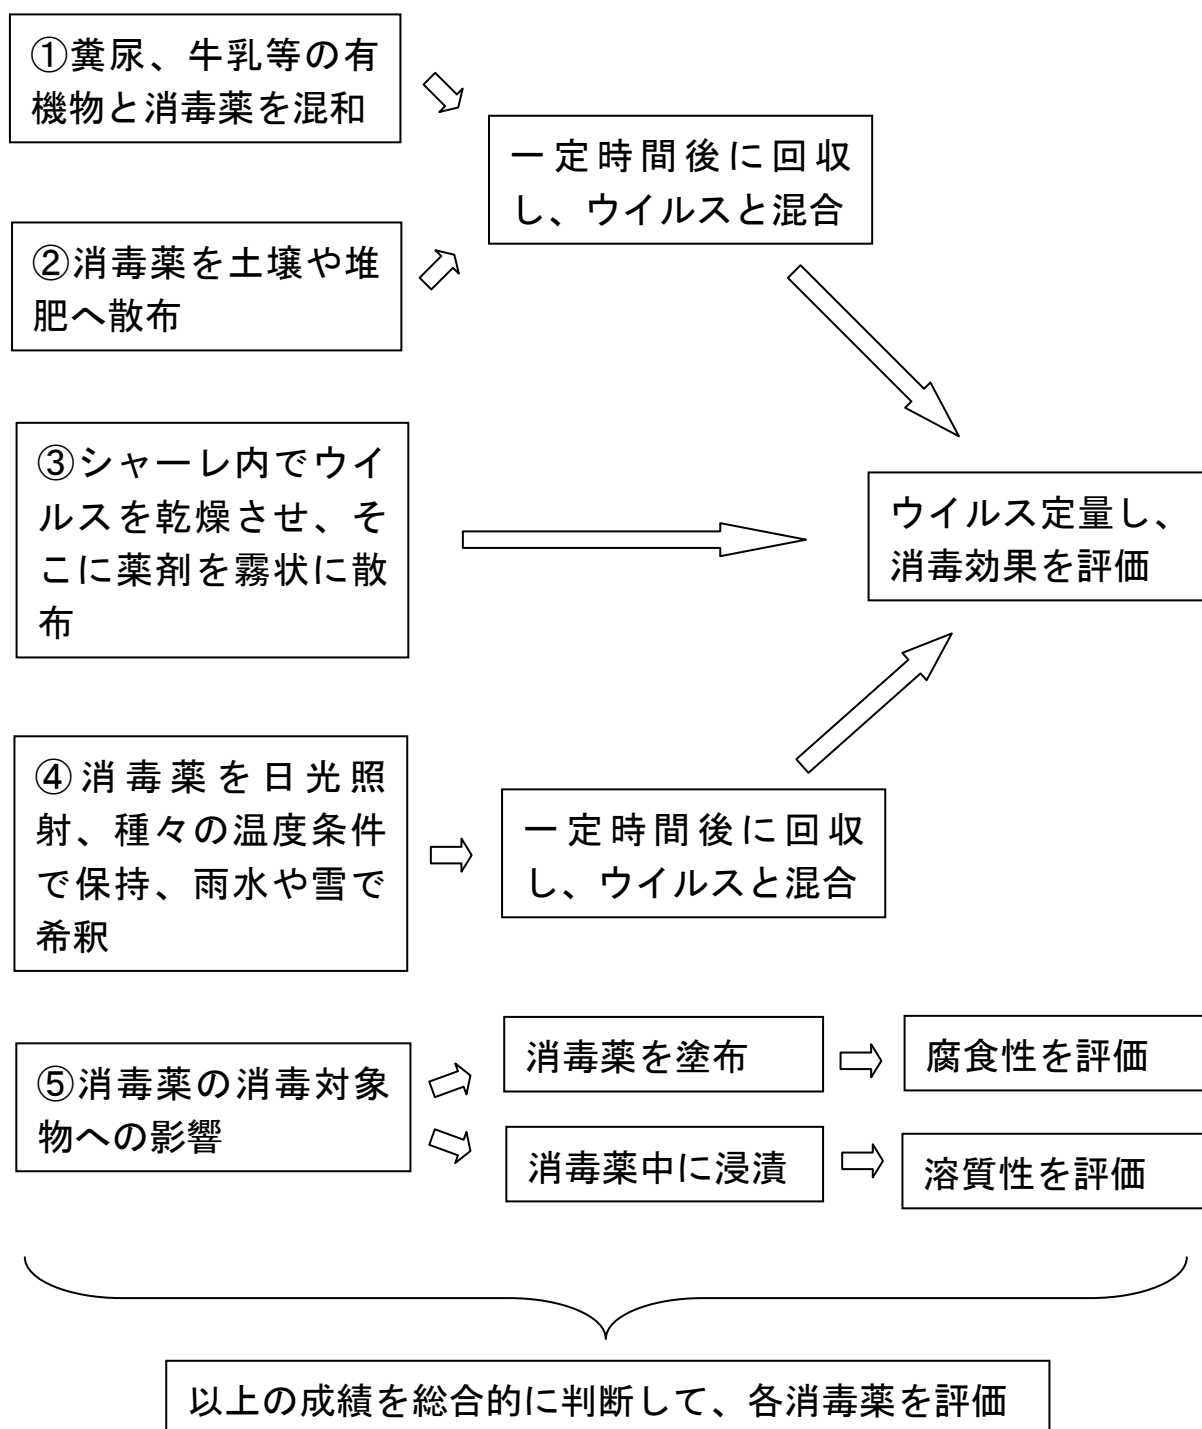 ①糞尿、牛乳等の有
機物と消毒薬を混和
一定時間後に回収
し、ウイルスと混合
②消毒薬を土壌や堆
肥へ散布
③シャーレ内でウイ
ルスを乾燥させ、そ
こに薬剤を霧状に散
布
ウイルス定量し、
消毒効果を評価
④消毒薬を日光照
射、種々の温度条件
で保持、雨水や雪で
希釈
一定時間後に回収
し、ウイルスと混合
⑤消毒薬の消毒対象
物への影響
消毒薬を塗布
腐食性を評価
消毒薬中に浸漬
溶質性を評価
以上の成績を総合的に判断して、各消毒薬を評価